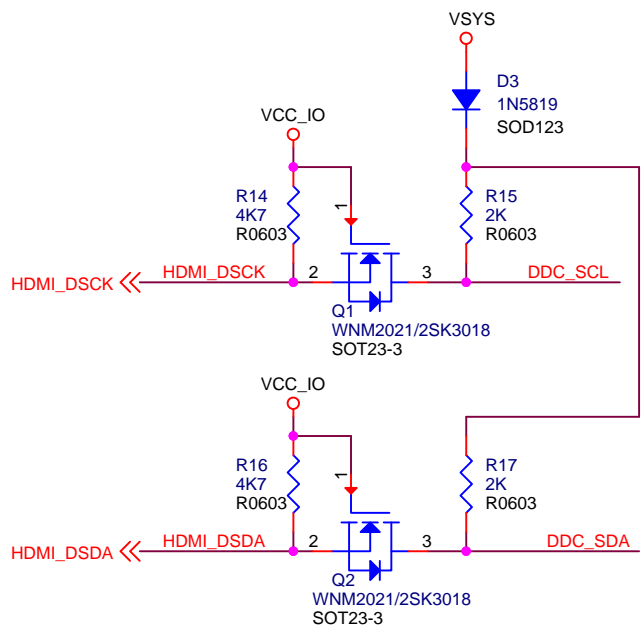 VSYS
D3
1N5819
SOD123
VCC_IO
R14
4K7
R0603
1
R15
2K
R0603
HDMI_DSCK
HDMI_DSCK
2
3
DDC_SCL
Q1
WNM2021/2SK3018
SOT23-3
VCC_IO
R16
4K7
R0603
1
R17
2K
R0603
HDMI_DSDA
HDMI_DSDA
2
3
DDC_SDA
Q2
WNM2021/2SK3018
SOT23-3